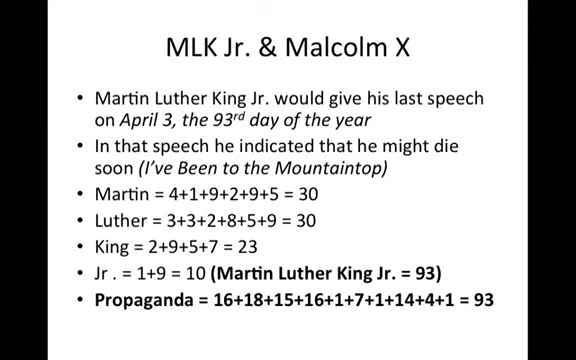 MLK Jr. & Malcolm X
• Martin Luther King Jr. would give his last speech
on April 3, the 93rd day of the year
• In that speech he indicated that he might die
soon (I've Been to the Mountaintop)
• Martin = 4+1+9+2+9+5 = 30
• Luther = 3+3+2+8+5+9 = 30
• King = 2+9+5+7 = 23
• Jr . = 1+9 = 10 (Martin Luther King Jr. = 93)
• Propaganda = 16+18+15+16+1+7+1+14+4+1 = 93